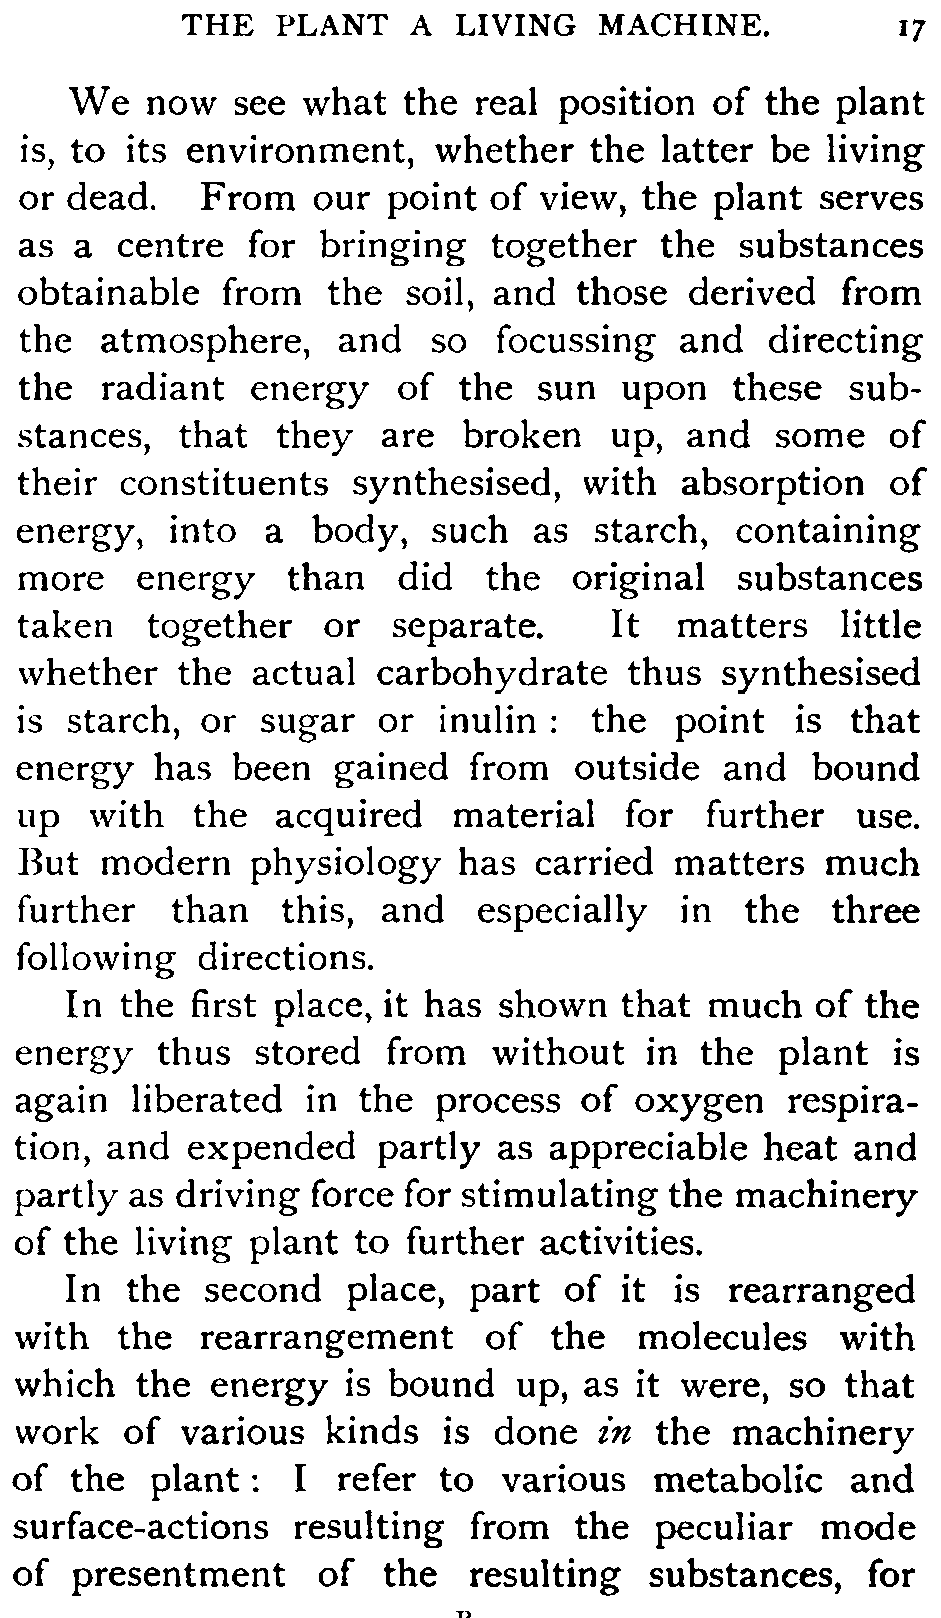 THE PLANT A LIVING MACHINE. 17
We now see what the real position of the plant
is, to its environment, whether the latter be living
or dead. From our point of view, the plant serves
as a centre for bringing together the substances
obtainable from the soil, and those derived from
the atmosphere, and so focussing and directing
the radiant energy of the sun upon these sub-
stances, that they are broken up, and some of
their constituents synthesised, with absorption of
energy, into a body, such as starch, containing
more energy than did the original substances
taken together or separate. It matters little
whether the actual carbohydrate thus synthesised
is starch, or sugar or inulin : the point is that
energy has been gained from outside and bound
up with the acquired material for further use.
But modern physiology has carried matters much
further than this, and especially in the three
following directions.
In the first place, it has shown that much of the
energy thus stored from without in the plant is
again liberated in the process of oxygen respira-
tion, and expended partly as appreciable heat and
partly as driving force for stimulating the machinery
of the living plant to further activities.
In the second place, part of it is rearranged
with the rearrangement of the molecules with
which the energy is bound up, as it were, so that
work of various kinds is done in the machinery
of the plant : I refer to various metabolic and
surface-actions resulting from the peculiar mode
of presentment of the resulting substances, for